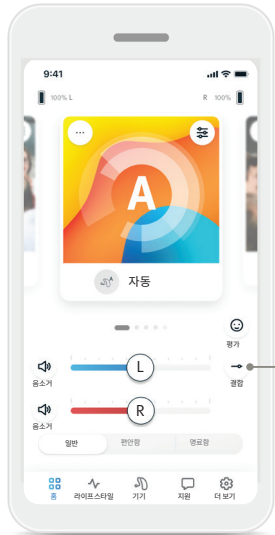 9:41
100% L
R 100%
...
A
자동
평가
L
음소거
결합
R
음소거
일반 편안함 명료함
홈 라이프스타일 기기 지원 더 보기